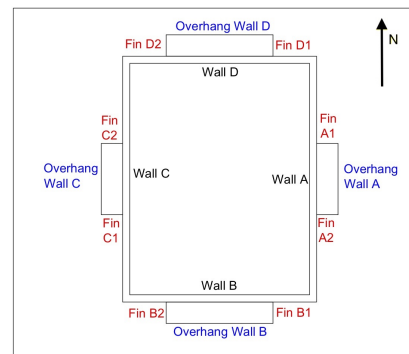 Overhang Wall D
Fin D2
Fin D1
N
Wall D
Fin
C2
Fin
A1
Overhang
Wall C
Wall C
Wall A
Overhang
Wall A
Fin
C1
Fin
A2
Wall B
Fin B2
Fin B1
Overhang Wall B